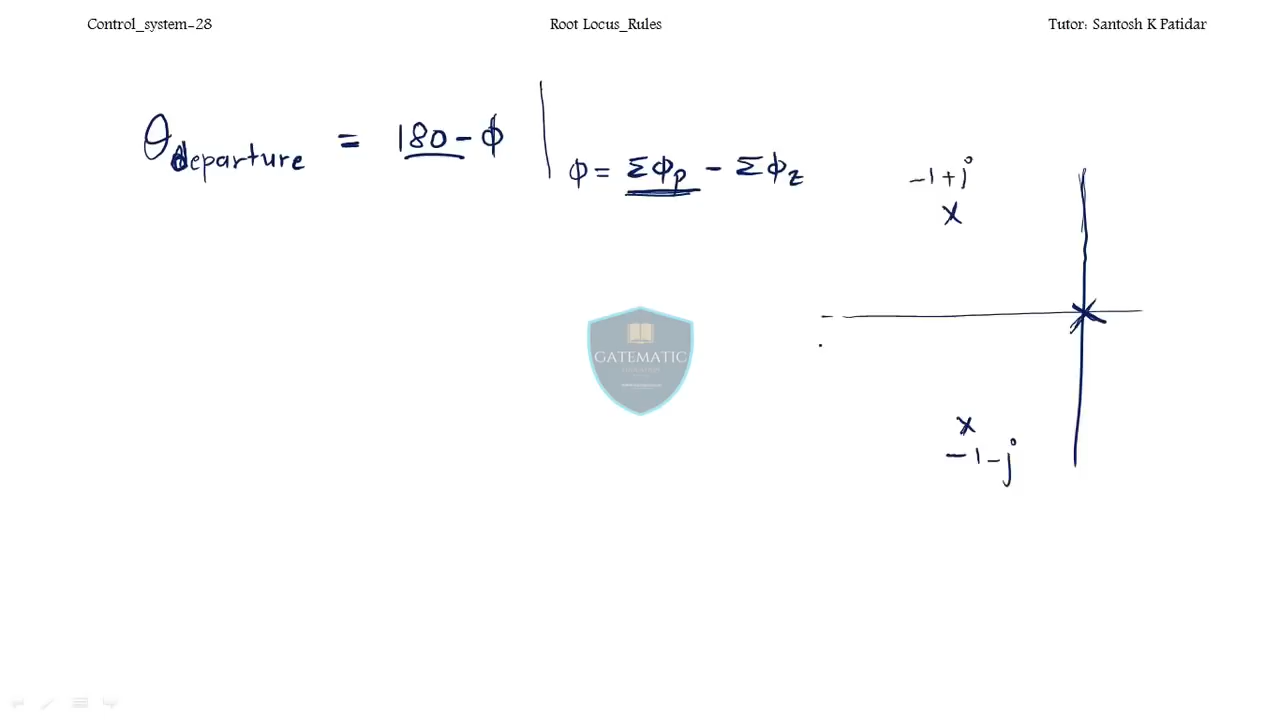 Control_system-28
Root Locus_Rules
Tutor: Santosh K Patidar
θdeparture = 180 - ϕ
ϕ = Σϕp - Σϕz
-1+j
x
x
x
-1-j
GATEMATIC